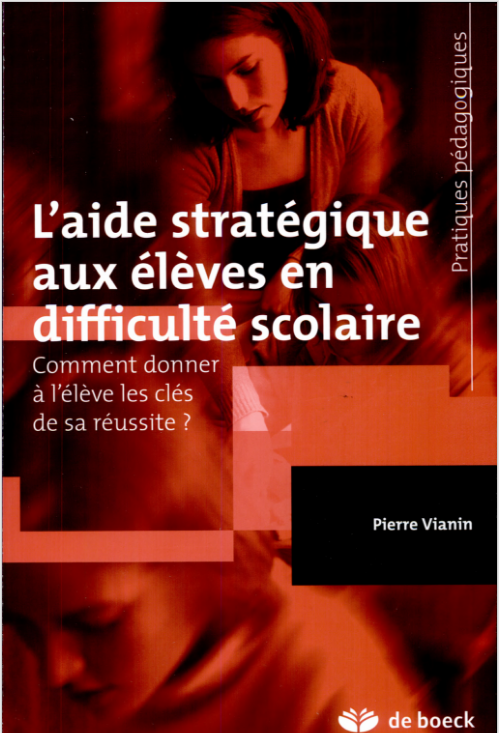 Pratiques pédagogiques
L'aide stratégique
aux élèves en
difficulté scolaire
Comment donner
à l'élève les clés
de sa réussite ?
Pierre Vianin
de boeck